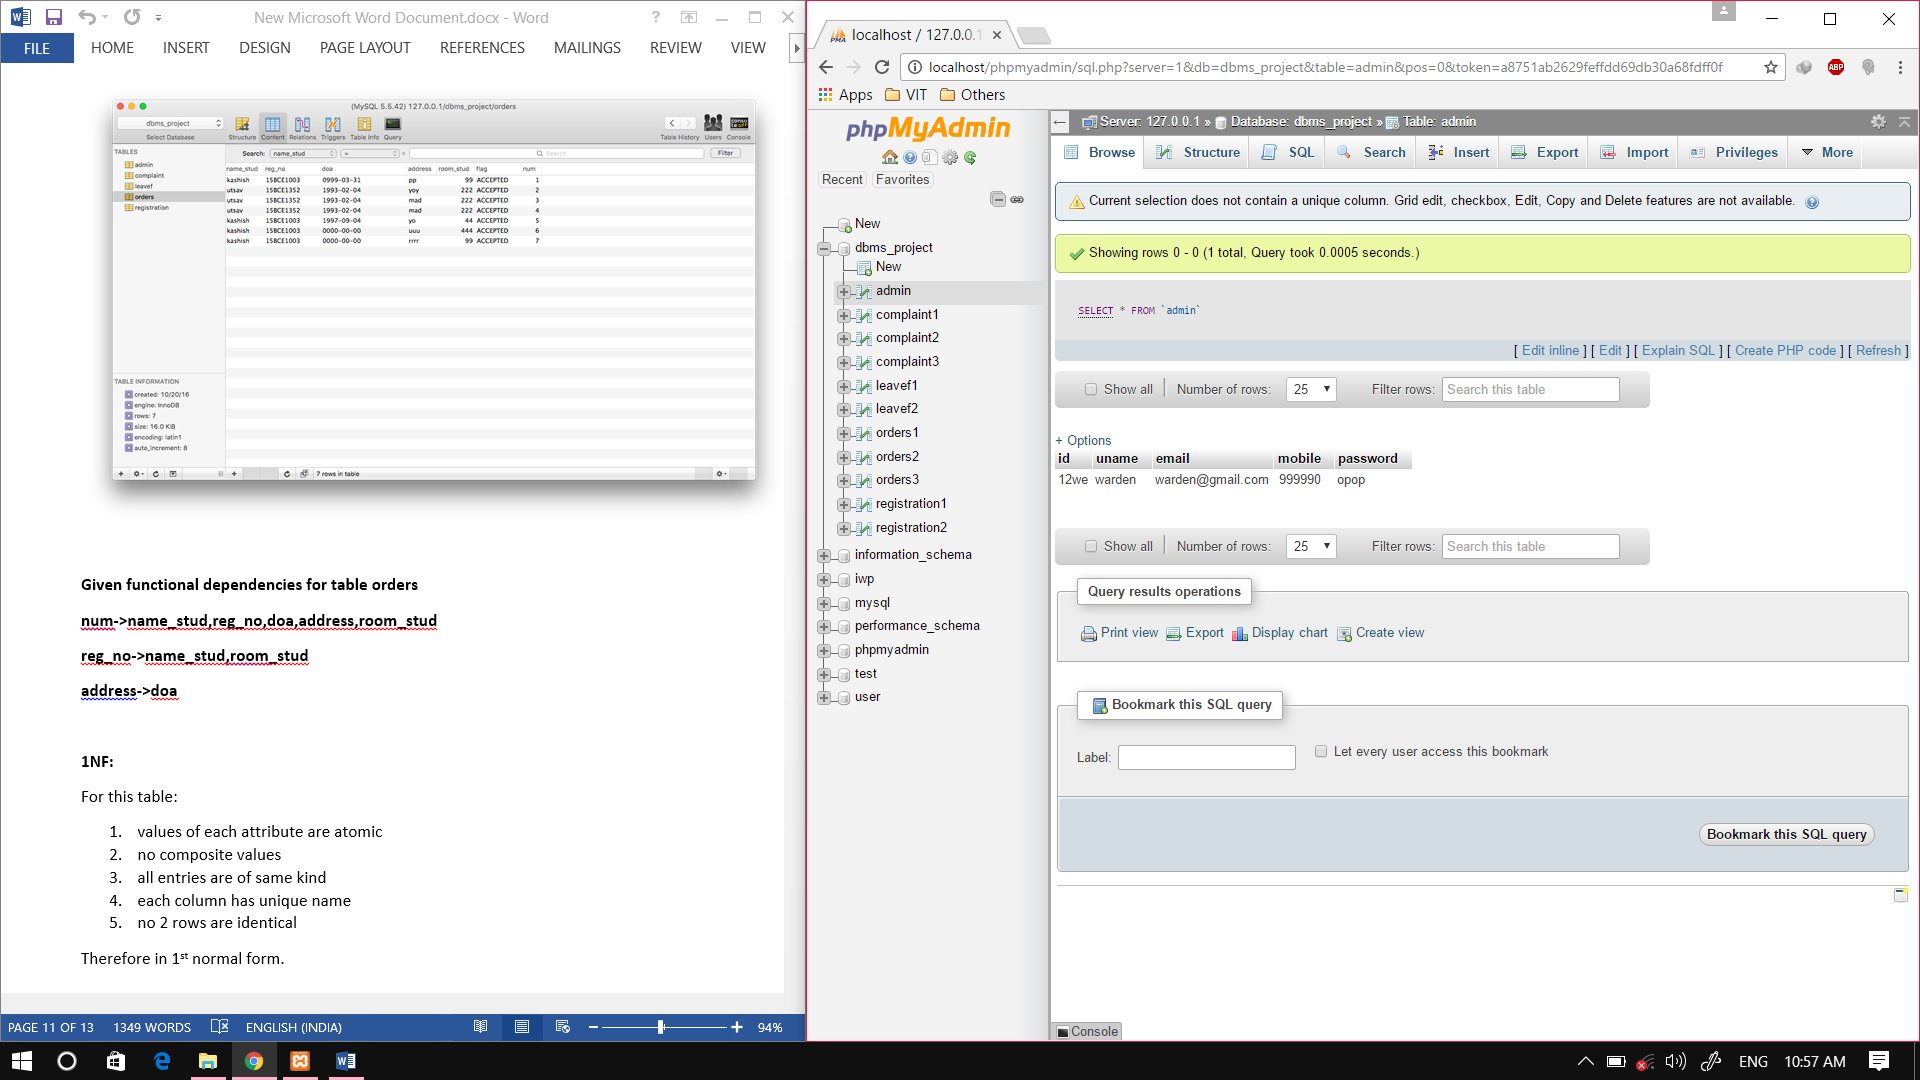 New Microsoft Word Document.docx - Word
FILE HOME INSERT DESIGN PAGE LAYOUT REFERENCES MAILINGS REVIEW VIEW
(MySQL 5.5.42) 127.0.0.1/dbms_project/orders
dbms_project
Select Database Structure Content Relations Triggers Table Info Query Table History Users Console
TABLES
admin
complaint
leavef
orders
registration
Search: name_stud = Search Filter
name_stud reg_no doa address room_stud flag num
kashish 15BCE1003 0999-03-31 pp 99 ACCEPTED 1
utsav 15BCE1352 1993-02-04 yoy 222 ACCEPTED 2
utsav 15BCE1352 1993-02-04 mad 222 ACCEPTED 3
utsav 15BCE1352 1993-02-04 mad 222 ACCEPTED 4
kashish 15BCE1003 1997-09-04 yo 44 ACCEPTED 5
kashish 15BCE1003 0000-00-00 uuu 444 ACCEPTED 6
kashish 15BCE1003 0000-00-00 rrrr 99 ACCEPTED 7
TABLE INFORMATION
created: 10/20/16
engine: InnoDB
rows: 7
size: 16.0 KiB
encoding: latin1
auto_increment: 8
7 rows in table
Given functional dependencies for table orders
num->name_stud,reg_no,doa,address,room_stud
reg_no->name_stud,room_stud
address->doa
1NF:
For this table:
1. values of each attribute are atomic
2. no composite values
3. all entries are of same kind
4. each column has unique name
5. no 2 rows are identical
Therefore in 1st normal form.
PAGE 11 OF 13 1349 WORDS ENGLISH (INDIA) 94%
localhost / 127.0.0.1
localhost/phpmyadmin/sql.php?server=1&db=dbms_project&table=admin&pos=0&token=a8751ab2629feffdd69db30a68fdff0f
ABP
Apps VIT Others
phpMyAdmin
Recent Favorites
New
dbms_project
New
admin
complaint1
complaint2
complaint3
leavef1
leavef2
orders1
orders2
orders3
registration1
registration2
information_schema
iwp
mysql
performance_schema
phpmyadmin
test
user
Server: 127.0.0.1 » Database: dbms_project » Table: admin
Browse Structure SQL Search Insert Export Import Privileges More
Current selection does not contain a unique column. Grid edit, checkbox, Edit, Copy and Delete features are not available.
Showing rows 0 - 0 (1 total, Query took 0.0005 seconds.)
SELECT * FROM `admin`
[ Edit inline ] [ Edit ] [ Explain SQL ] [ Create PHP code ] [ Refresh ]
Show all Number of rows: 25 Filter rows: Search this table
+ Options
id uname email mobile password
12we warden warden@gmail.com 999990 opop
Show all Number of rows: 25 Filter rows: Search this table
Query results operations
Print view Export Display chart Create view
Bookmark this SQL query
Label: Let every user access this bookmark
Bookmark this SQL query
Console
ENG 10:57 AM